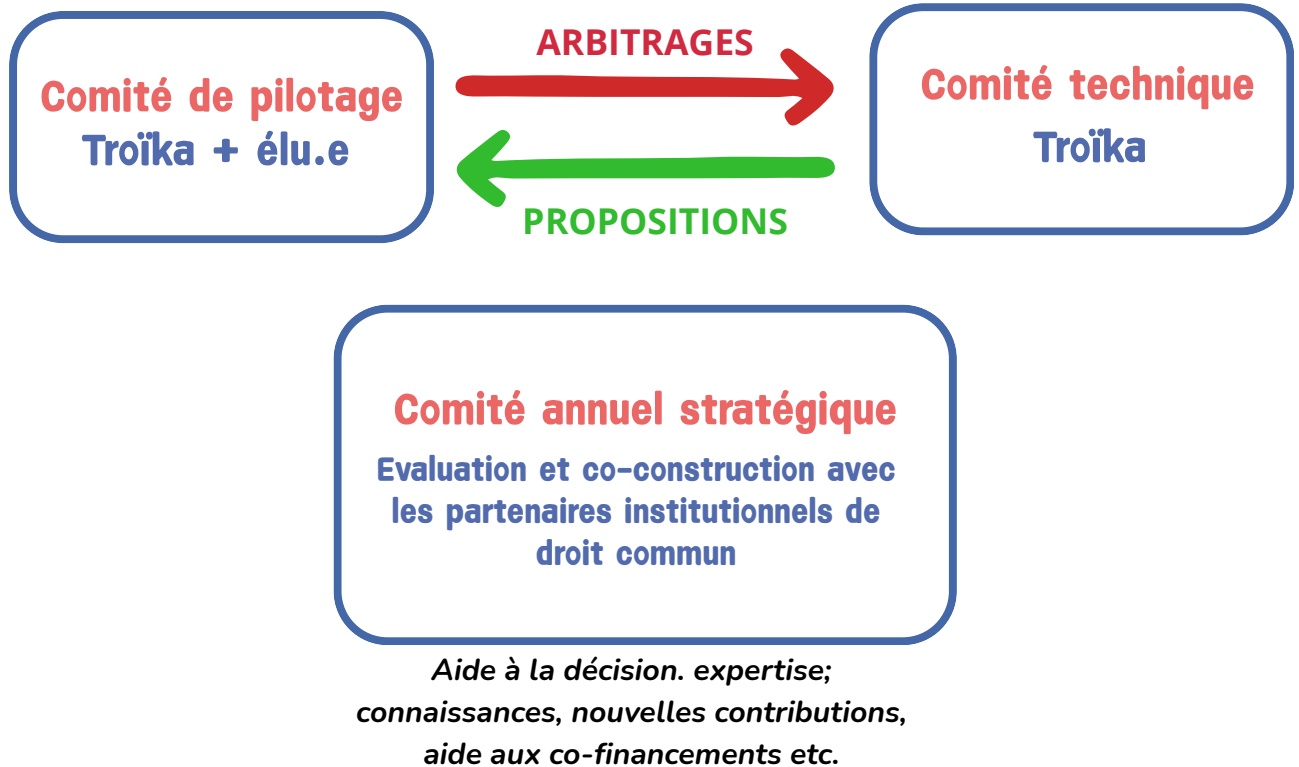 Comité de pilotage
Troïka + élu.e
ARBITRAGES
PROPOSITIONS
Comité technique
Troïka
Comité annuel stratégique
Evaluation et co-construction avec
les partenaires institutionnels de
droit commun
Aide à la décision. expertise;
connaissances, nouvelles contributions,
aide aux co-financements etc.